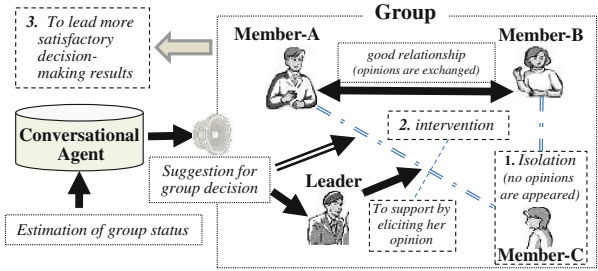 Group
3. To lead more
satisfactory
decision-
making results
Member-A
Member-B
good relationship
(opinions are exchanged)
Conversational
Agent
2. intervention
Suggestion for
group decision
1. Isolation
(no opinions
are appeared)
Leader
To support by
eliciting her
opinion
Estimation of group status
Member-C